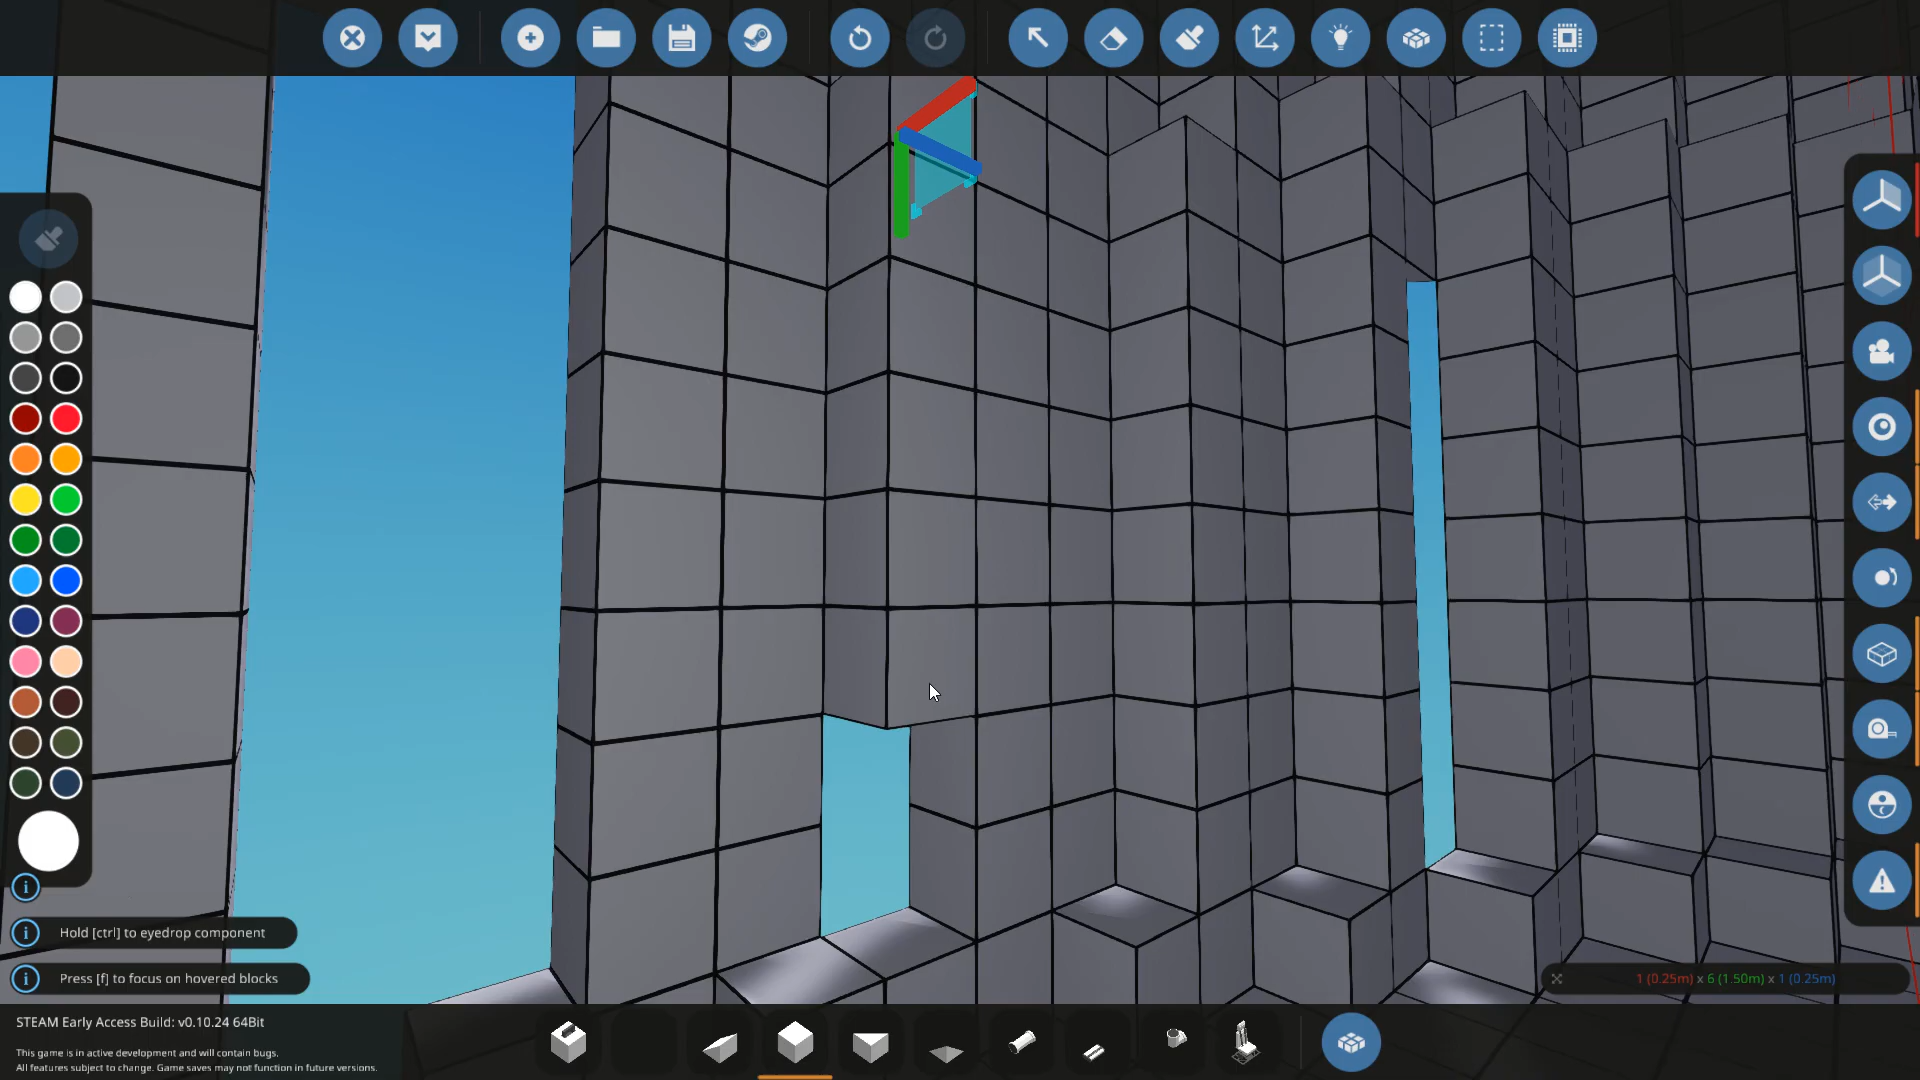 Hold [ctrl] to eyedrop component
Press [f] to focus on hovered blocks
1 (0.25m) x 6 (1.50m) x 1 (0.25m)
STEAM Early Access Build: v0.10.24 64Bit
This game is in active development and will contain bugs.
All features subject to change. Game saves may not function in future versions.